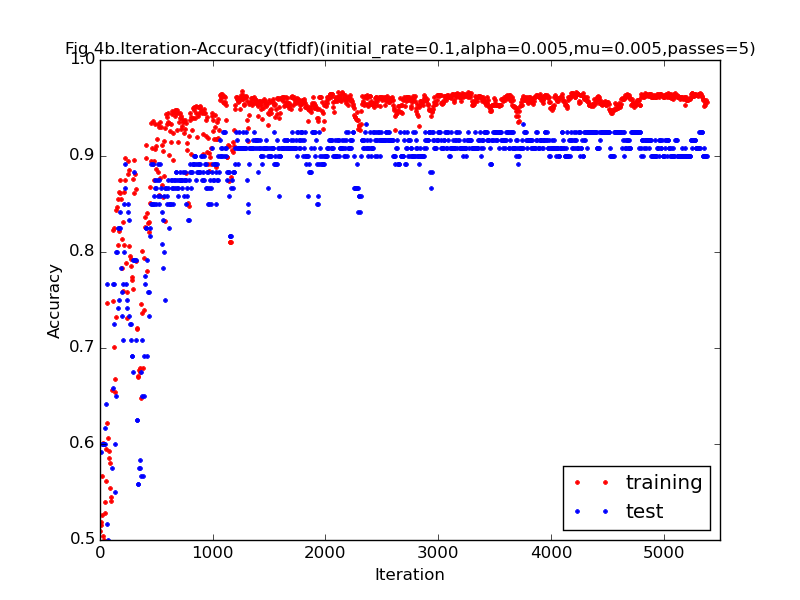 Fig.4b.Iteration-Accuracy(tfidf)(initial_rate=0.1,alpha=0.005,mu=0.005,passes=5)
1.0
0.9
0.8
0.7
0.6
0.5
Accuracy
training
test
0 1000 2000 3000 4000 5000
Iteration